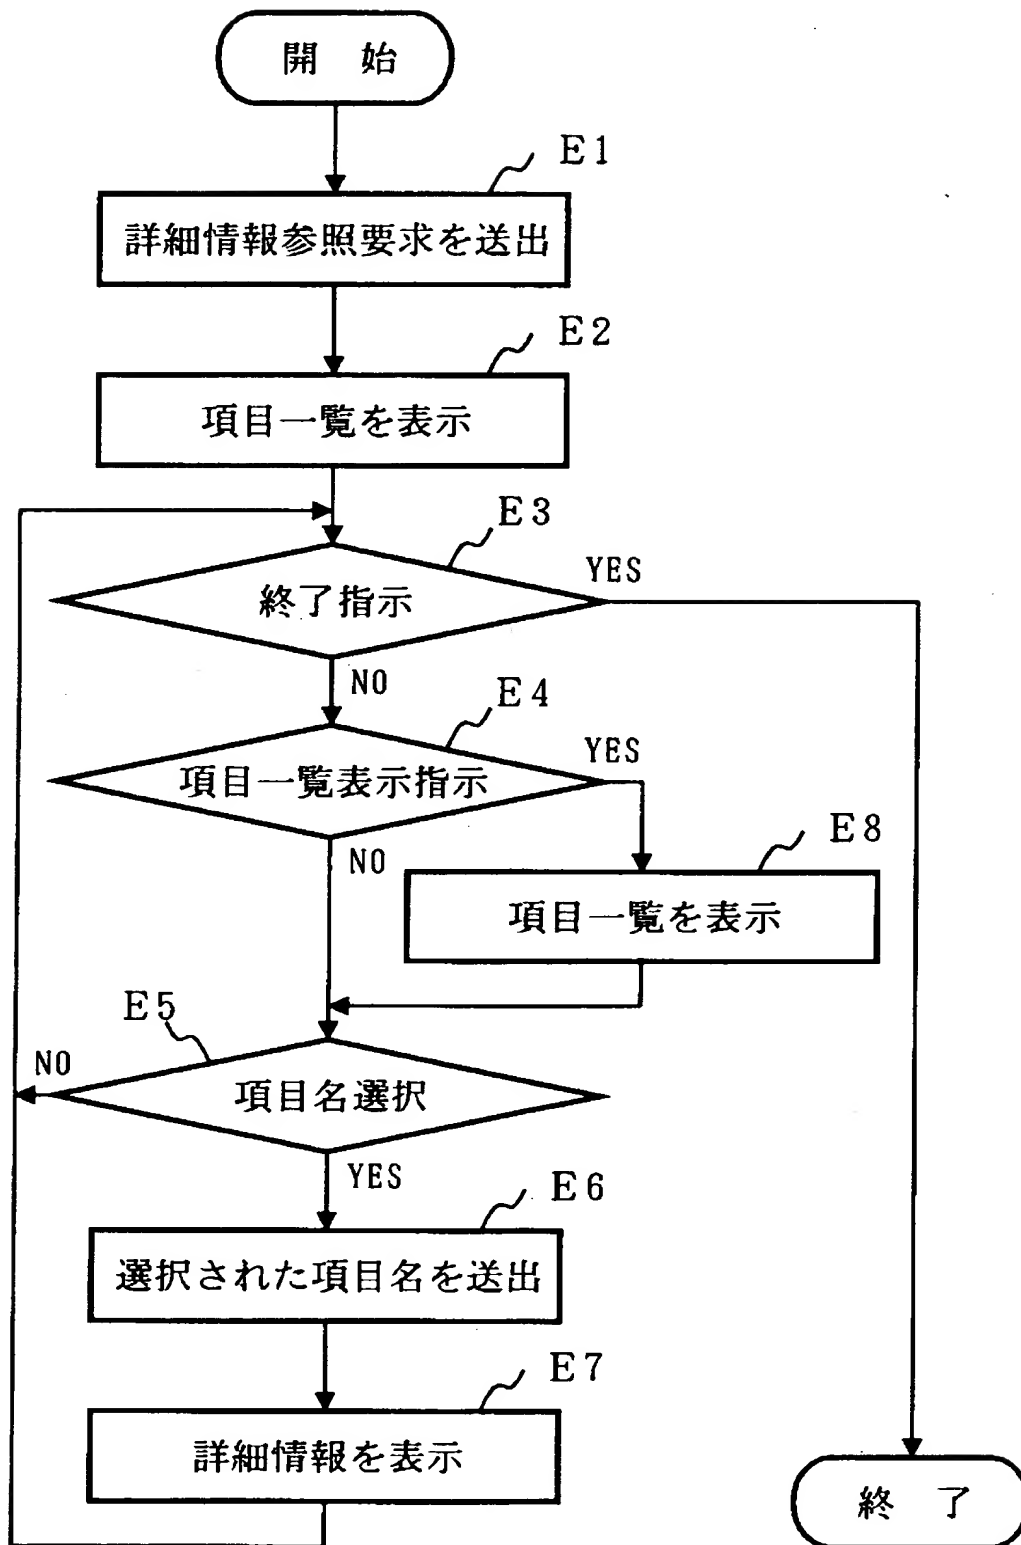 開 始
E1
詳細情報参照要求を送出
E2
項目一覧を表示
E3
終了指示
YES
NO
E4
項目一覧表示指示
YES
NO
E8
項目一覧を表示
E5
項目名選択
NO
YES
E6
選択された項目名を送出
E7
詳細情報を表示
終 了